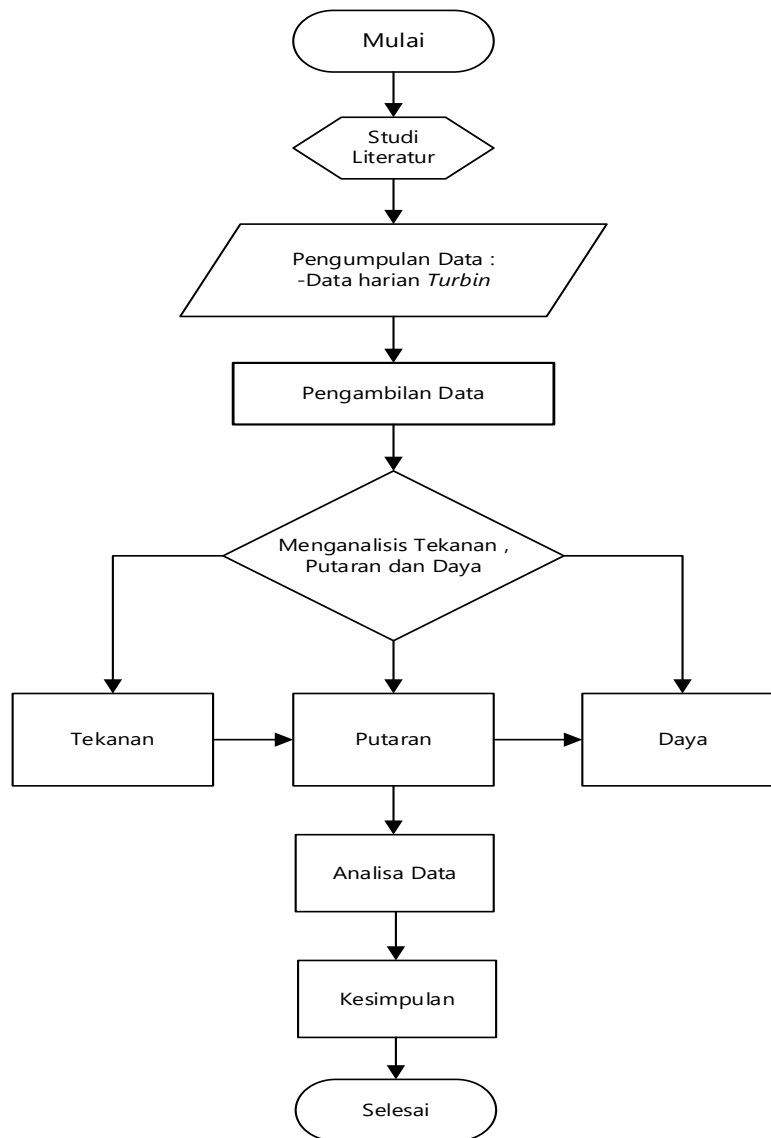 Mulai
Studi
Literatur
Pengumpulan Data :
-Data harian Turbin
Pengambilan Data
Menganalisis Tekanan ,
Putaran dan Daya
Tekanan
Putaran
Daya
Analisa Data
Kesimpulan
Selesai